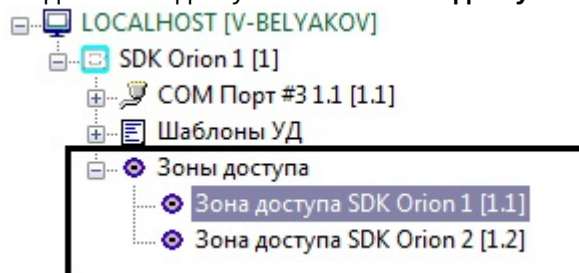 LOCALHOST [V-BELYAKOV]
SDK Orion 1 [1]
COM Порт #3 1.1 [1.1]
Шаблоны УД
Зоны доступа
Зона доступа SDK Orion 1 [1.1]
Зона доступа SDK Orion 2 [1.2]